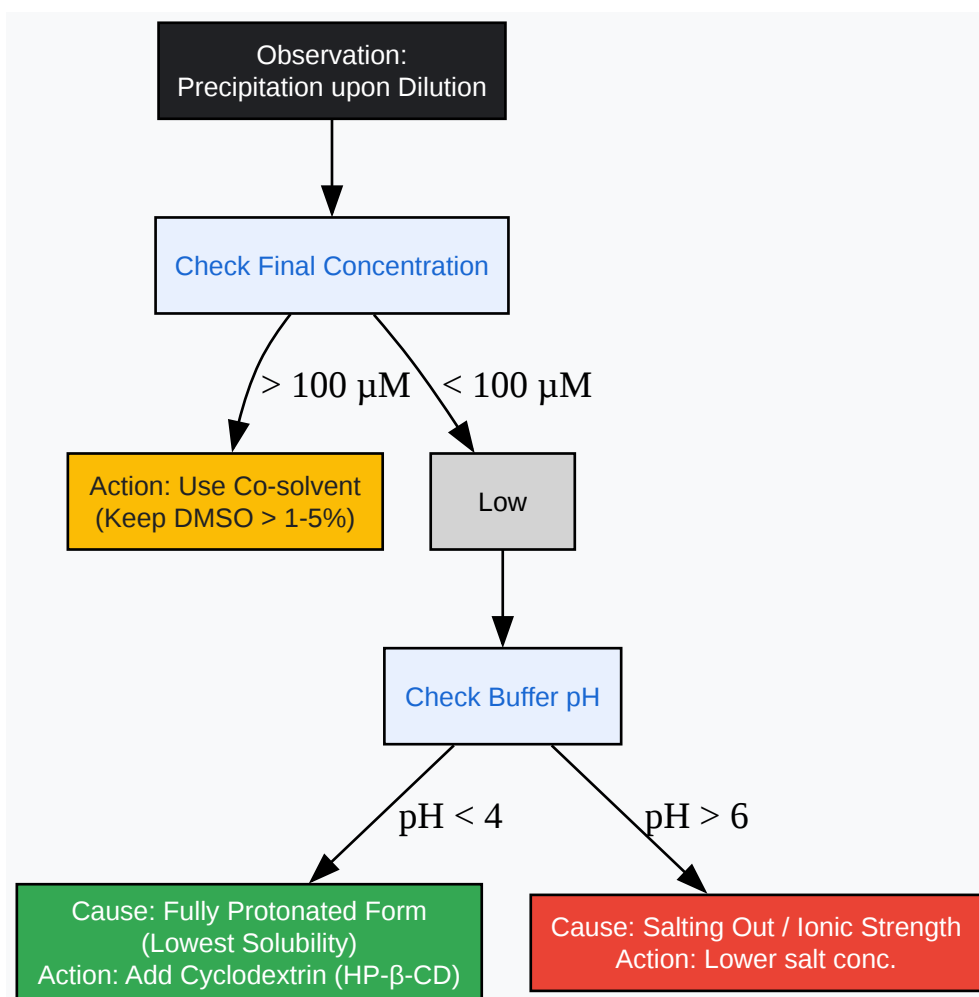 Observation:
Precipitation upon Dilution
Check Final Concentration
> 100 µM
< 100 µM
Action: Use Co-solvent
(Keep DMSO > 1-5%)
Low
Check Buffer pH
pH < 4
pH > 6
Cause: Fully Protonated Form
(Lowest Solubility)
Action: Add Cyclodextrin (HP-β-CD)
Cause: Salting Out / Ionic Strength
Action: Lower salt conc.